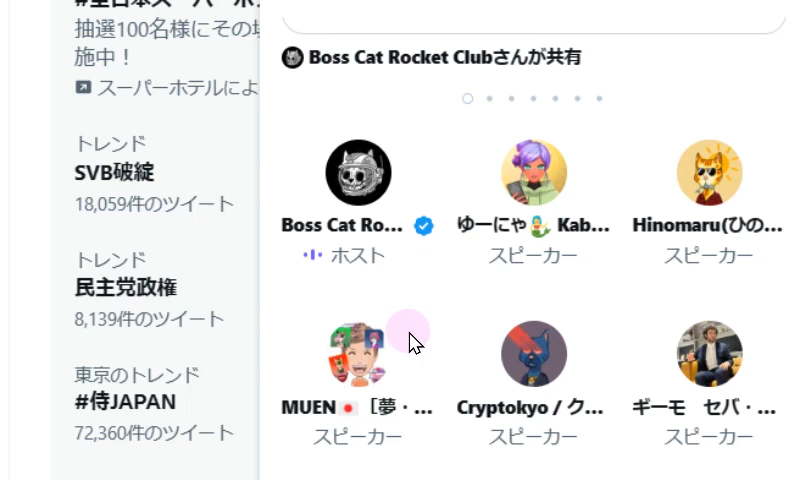 抽選100名様にその場
施中！
スーパーホテルによ
トレンド
SVB破綻
18,059件のツイート
トレンド
民主党政権
8,139件のツイート
東京のトレンド
#侍JAPAN
72,360件のツイート
Boss Cat Rocket Clubさんが共有
Boss Cat Ro...
ホスト
ゆーにゃ🧜‍♀️ Kab...
スピーカー
Hinomaru(ひの...
スピーカー
MUEN🇯🇵［夢・...
スピーカー
Cryptokyo / ク...
スピーカー
ギーモ　セバ・...
スピーカー